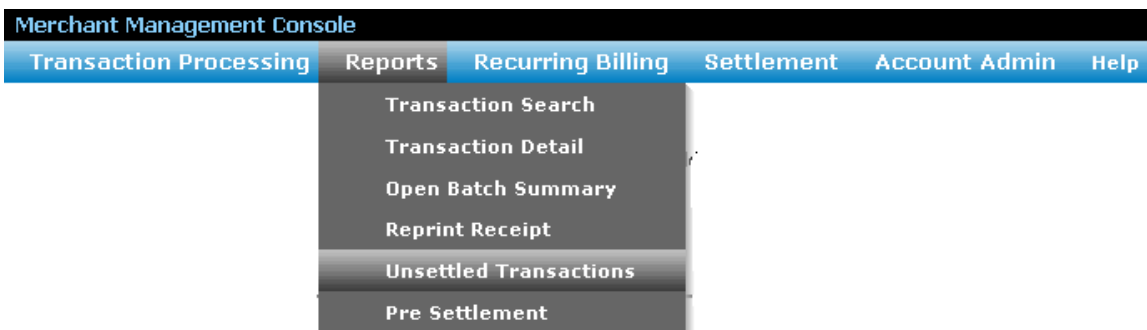 Merchant Management Console
Transaction Processing Reports Recurring Billing Settlement Account Admin Help
Transaction Search
Transaction Detail
Open Batch Summary
Reprint Receipt
Unsettled Transactions
Pre Settlement